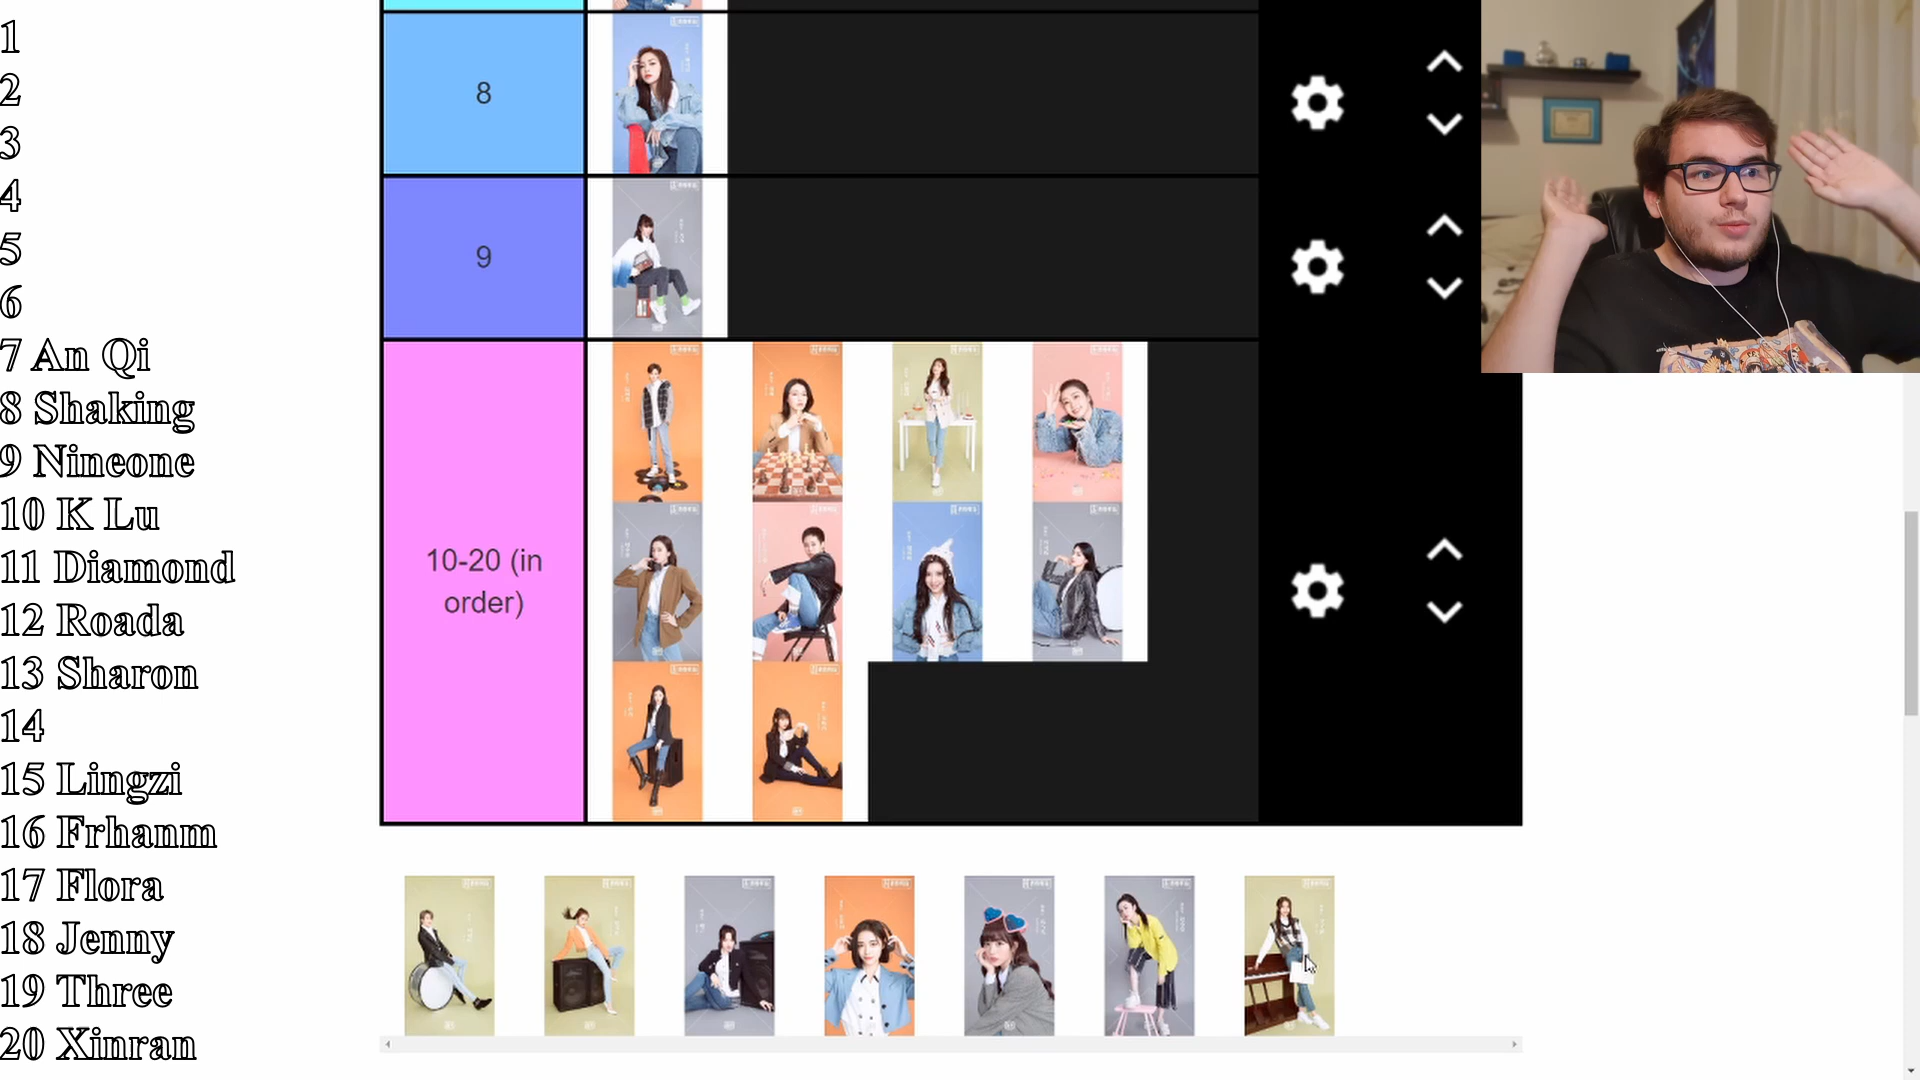 1
2
3
4
5
6
7 An Qi
8 Shaking
9 Nineone
10 K Lu
11 Diamond
12 Roada
13 Sharon
14
15 Lingzi
16 Frhanm
17 Flora
18 Jenny
19 Three
20 Xinran
8
9
10-20 (in
order)